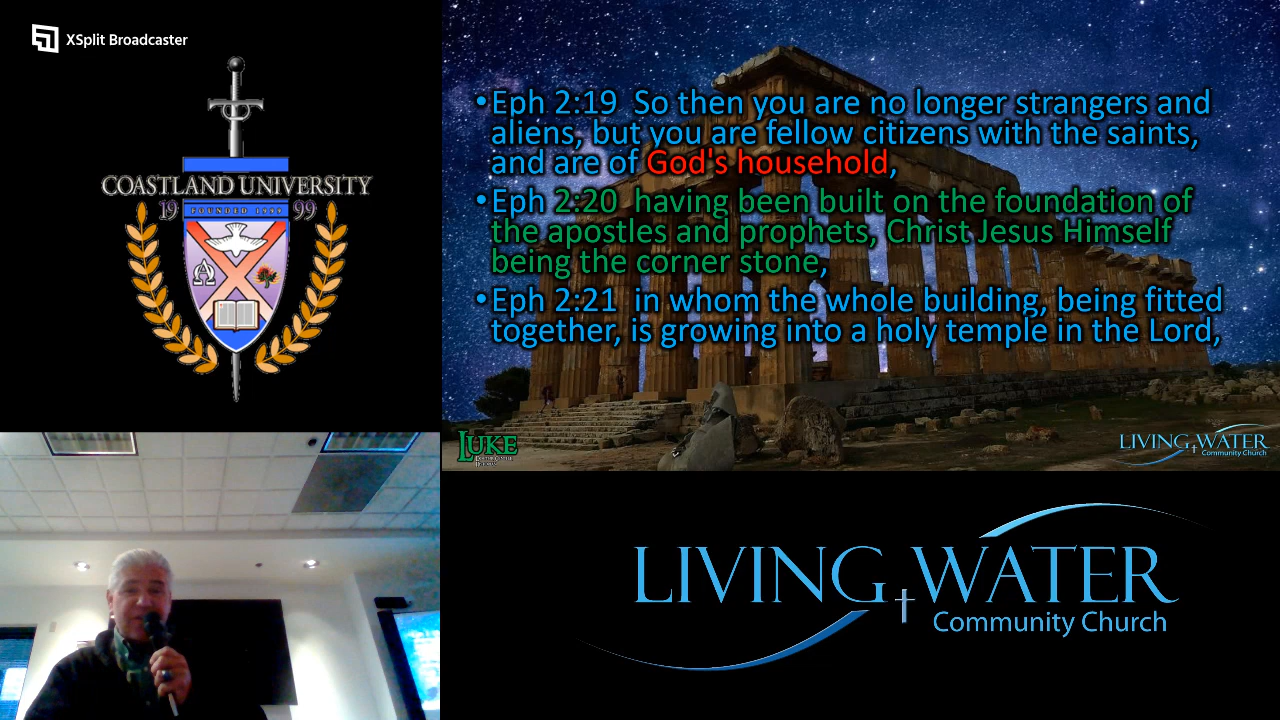 XSplit Broadcaster
COASTLAND UNIVERSITY
19 FOUNDED 1999 99
Ω
•Eph 2:19 So then you are no longer strangers and
aliens, but you are fellow citizens with the saints,
and are of God's household,
•Eph 2:20 having been built on the foundation of
the apostles and prophets, Christ Jesus Himself
being the corner stone,
•Eph 2:21 in whom the whole building, being fitted
together, is growing into a holy temple in the Lord,
LUKE
LIVING WATER
Community Church
LIVING WATER
Community Church